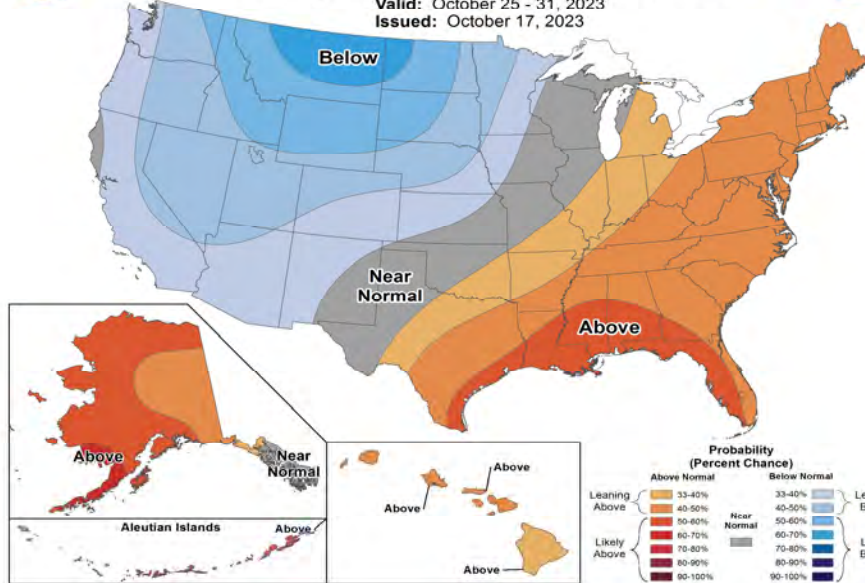 Valid: October 25 - 31, 2023
Issued: October 17, 2023
Below
Near
Normal
Above
Above
Near
Normal
Aleutian Islands
Above
Above
Above
Above
Above
Probability
(Percent Chance)
Above Normal
Below Normal
Leaning
Above
Likely
Above
33-40%
40-50%
50-60%
60-70%
70-80%
80-90%
90-100%
Near
Normal
33-40%
40-50%
50-60%
60-70%
70-80%
80-90%
90-100%